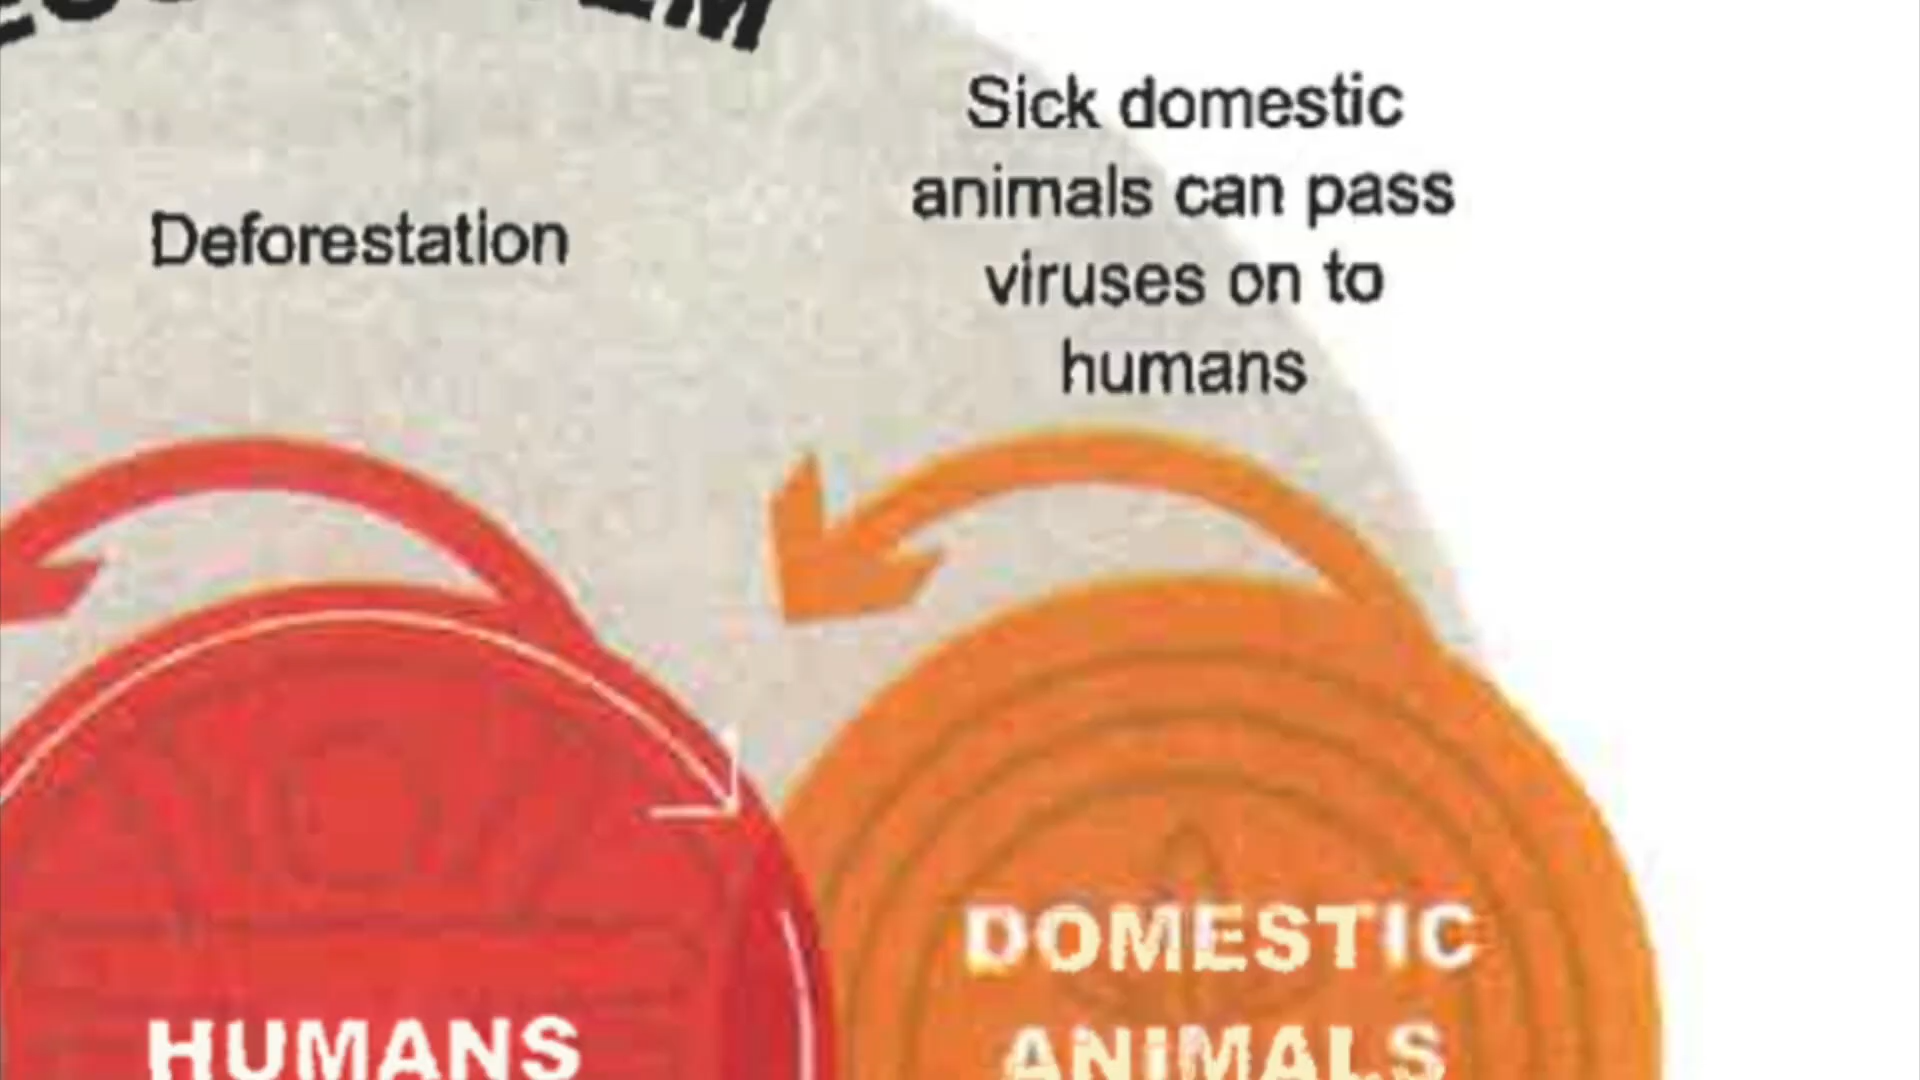 Deforestation
Sick domestic
animals can pass
viruses on to
humans
HUMANS
DOMESTIC
ANIMALS